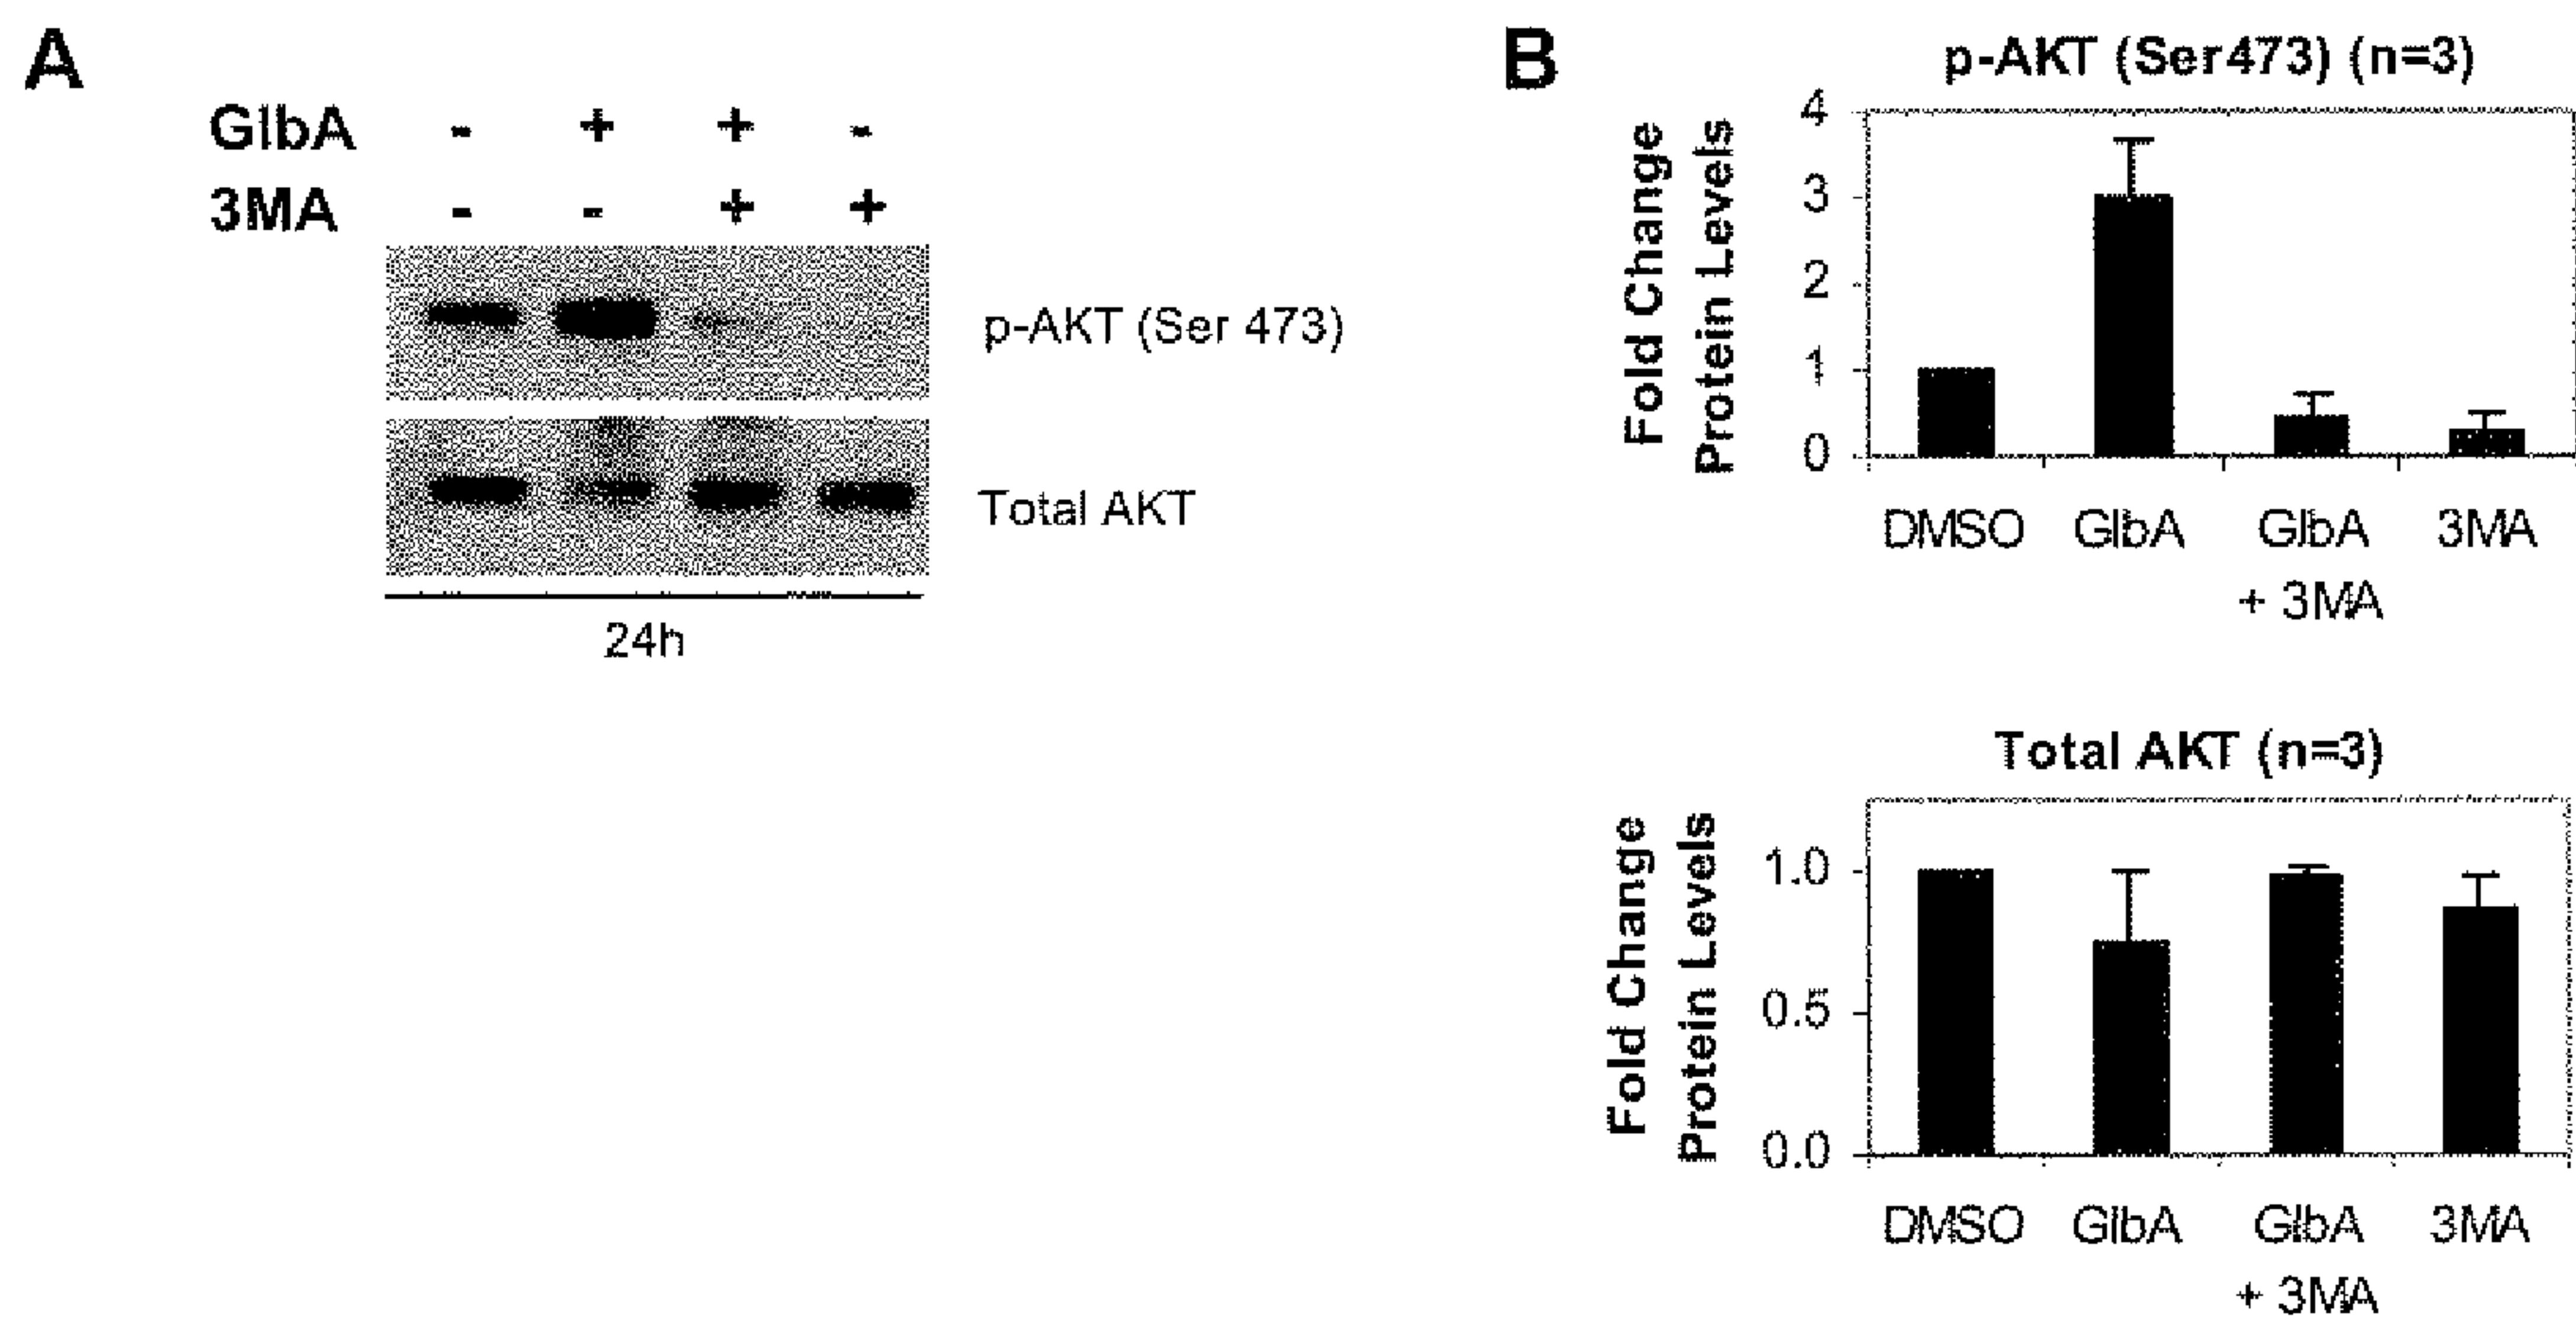 A
GlbA - + + -
3MA - - + +
p-AKT (Ser 473)
Total AKT
24h
B
p-AKT (Ser473) (n=3)
Fold Change
Protein Levels
4
3
2
1
0
DMSO GlbA GlbA 3MA
+ 3MA
Total AKT (n=3)
Fold Change
Protein Levels
1.0
0.5
0.0
DMSO GlbA GlbA 3MA
+ 3MA